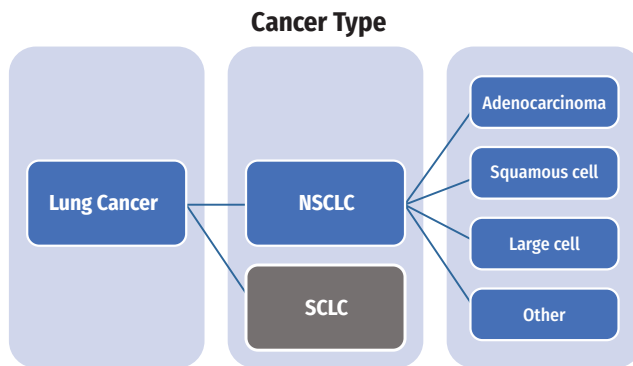 Cancer Type
Lung Cancer
NSCLC
SCLC
Adenocarcinoma
Squamous cell
Large cell
Other